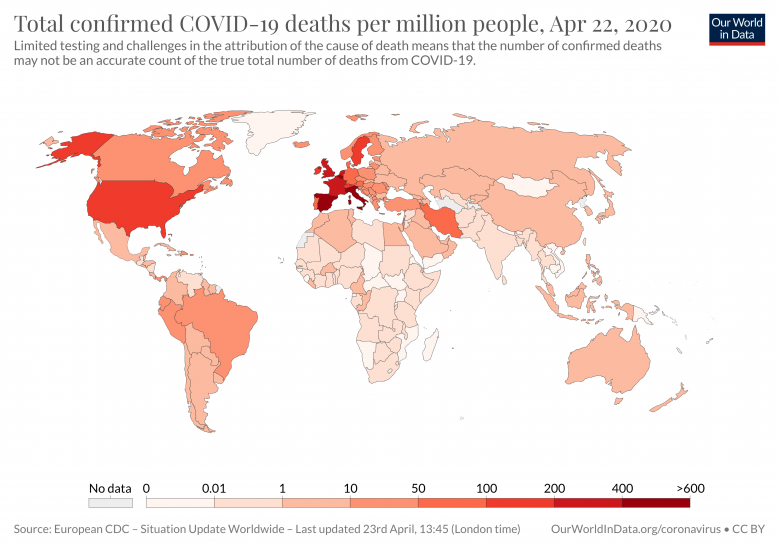 Total confirmed COVID-19 deaths per million people, Apr 22, 2020
Our World
in Data
Limited testing and challenges in the attribution of the cause of death means that the number of confirmed deaths
may not be an accurate count of the true total number of deaths from COVID-19.
No data 0 0.01 1 10 50 100 200 400 >600
Source: European CDC – Situation Update Worldwide – Last updated 23rd April, 13:45 (London time) OurWorldInData.org/coronavirus • CC BY